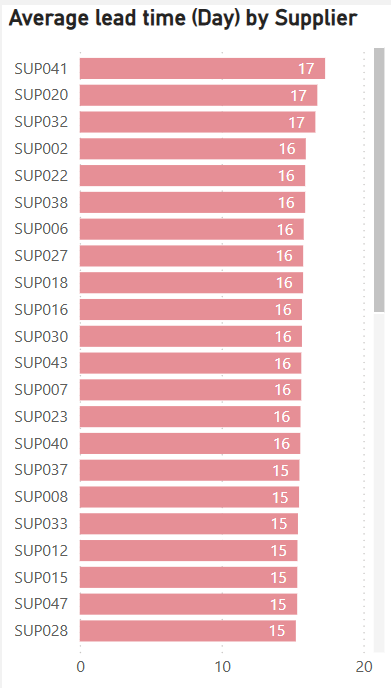 Average lead time (Day) by Supplier
SUP041 17
SUP020 17
SUP032 17
SUP002 16
SUP022 16
SUP038 16
SUP006 16
SUP027 16
SUP018 16
SUP016 16
SUP030 16
SUP043 16
SUP007 16
SUP023 16
SUP040 16
SUP037 15
SUP008 15
SUP033 15
SUP012 15
SUP015 15
SUP047 15
SUP028 15
0 10 20